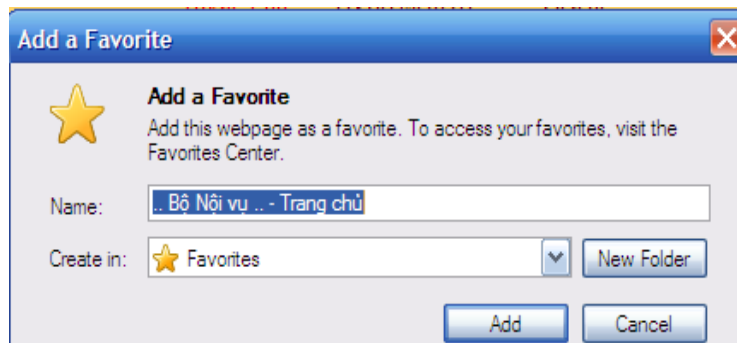 Add a Favorite
Add a Favorite
Add this webpage as a favorite. To access your favorites, visit the
Favorites Center.
Name: .. Bộ Nội vụ .. - Trang chủ
Create in: Favorites New Folder
Add Cancel